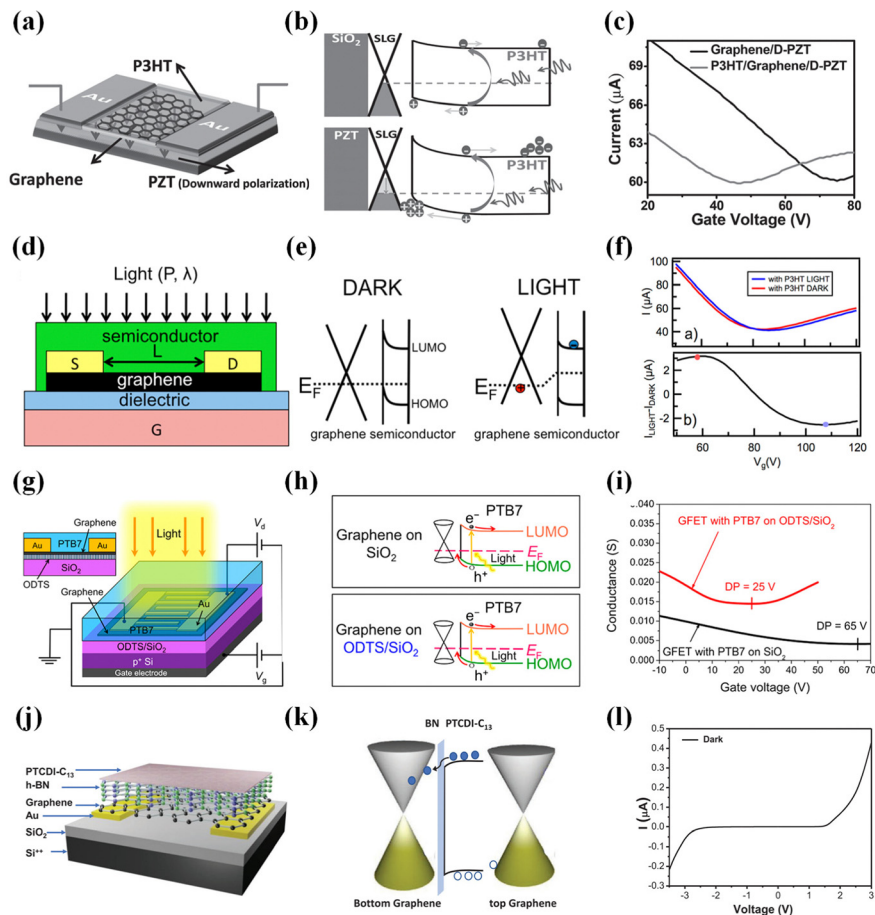 (a)
P3HT
Au
Au
Graphene
PZT (Downward polarization)
(b)
SiO2
SLG
P3HT
PZT
SLG
P3HT
(c)
Current (μA)
71
69
66
63
60
Graphene/D-PZT
P3HT/Graphene/D-PZT
20 40 60 80
Gate Voltage (V)
(d)
Light (P, λ)
semiconductor
S L D
graphene
dielectric
G
(e)
DARK LIGHT
LUMO
EF EF
HOMO
graphene semiconductor graphene semiconductor
(f)
I (μA)
100
80
60
40
with P3HT LIGHT
with P3HT DARK
a)
ILIGHT-IDARK (μA)
2
0
-2
b)
60 80 100 120
Vg(V)
(g)
Graphene
Au PTB7 Au
SiO2
ODTS
Light
Vd
Graphene
Au
PTB7
ODTS/SiO2
p+ Si
Gate electrode
Vg
(h)
Graphene on
SiO2
e− PTB7
LUMO
EF
Light
HOMO
h+
Graphene on
ODTS/SiO2
e− PTB7
LUMO
EF
Light
HOMO
h+
(i)
Conductance (S)
0.040
0.035
0.030
0.025
0.020
0.015
0.010
0.005
0.000
GFET with PTB7 on ODTS/SiO2
DP = 25 V
DP = 65 V
GFET with PTB7 on SiO2
-10 0 10 20 30 40 50 60 70
Gate voltage (V)
(j)
PTCDI-C13
h-BN
Graphene
Au
SiO2
Si++
(k)
BN PTCDI-C13
Bottom Graphene top Graphene
(l)
I (μA)
0.5
0.4
0.3
0.2
0.1
0.0
-0.1
-0.2
-0.3
Dark
-3 -2 -1 0 1 2 3
Voltage (V)